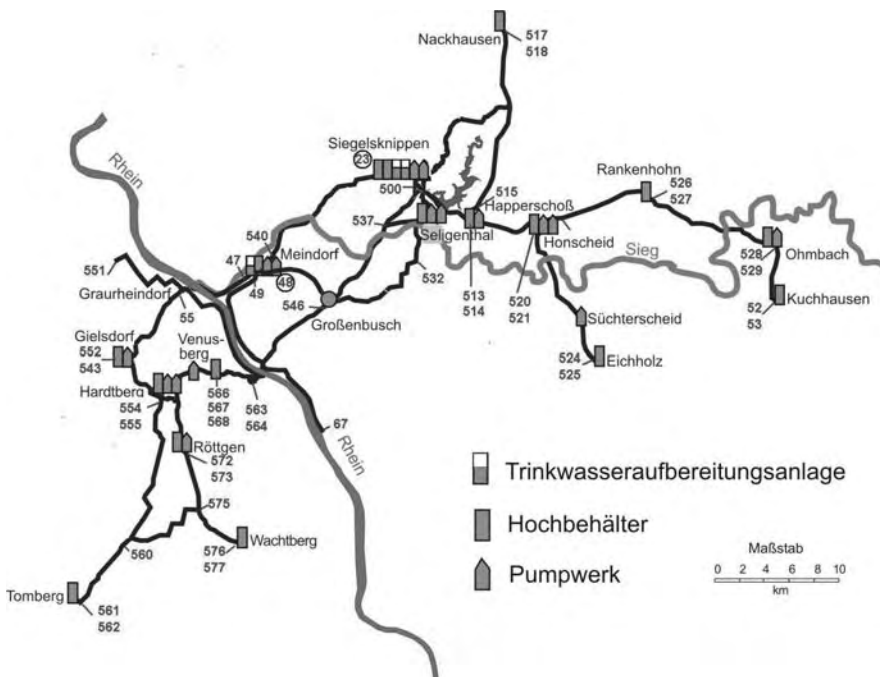 Nackhausen
517
518
Rhein
Siegelsknippen
23
500
515
Happerschoß
Rankenhohn
526
527
537
Seligenthal
Honscheid
Sieg
528
529
Ohmbach
540
Meindorf
47
49
48
551
Graurheindorf
55
546
Großenbusch
532
513
514
520
521
52
53
Kuchhausen
Süchterscheid
524
525
Eichholz
Gielsdorf
552
543
Venus-
berg
Hardtberg
554
555
566
567
568
563
564
67
Rhein
Röttgen
572
573
575
560
576
577
Wachtberg
Tomberg
561
562
Trinkwasseraufbereitungsanlage
Hochbehälter
Pumpwerk
Maßstab
0 2 4 6 8 10
km